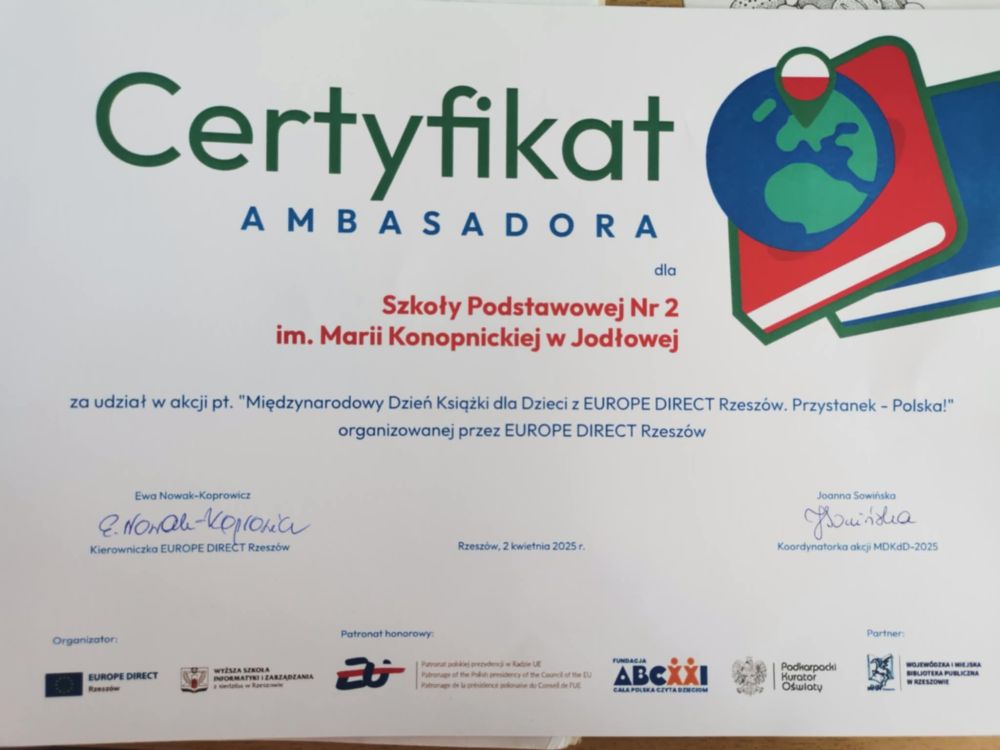 Certyfikat
AMBASADORA
dla
Szkoły Podstawowej Nr 2
im. Marii Konopnickiej w Jodłowej
za udział w akcji pt. "Międzynarodowy Dzień Książki dla Dzieci z EUROPE DIRECT Rzeszów. Przystanek - Polska!"
organizowanej przez EUROPE DIRECT Rzeszów
Ewa Nowak-Koprowicz
E. Nowak-Koprowicz
Kierowniczka EUROPE DIRECT Rzeszów
Rzeszów, 2 kwietnia 2025 r.
Joanna Sowińska
JSowińska
Koordynatorka akcji MDKdD-2025
Organizator:
EUROPE DIRECT
Rzeszów
WYŻSZA SZKOŁA
INFORMATYKI I ZARZĄDZANIA
z siedzibą w Rzeszowie
Patronat honorowy:
Patronat polskiej prezydencji w Radzie UE
Patronage of the Polish presidency of the Council of the EU
Patronage de la présidence polonaise du Conseil de l'UE
FUNDACJA
ABCXXI
CAŁA POLSKA CZYTA DZIECIOM
Podkarpacki
Kurator
Oświaty
Partner:
WOJEWÓDZKA I MIEJSKA
BIBLIOTEKA PUBLICZNA
W RZESZOWIE